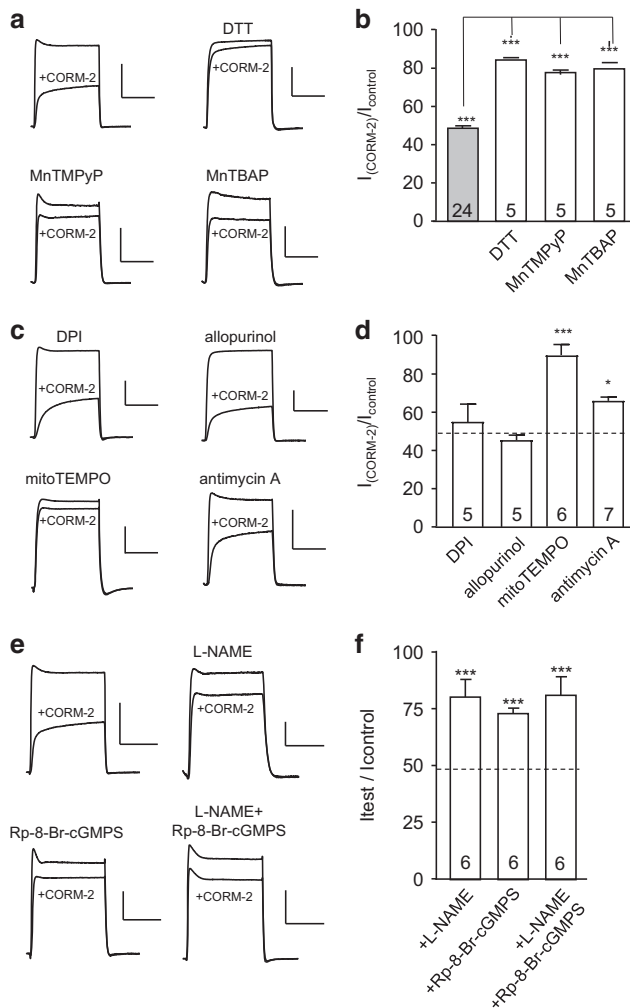 a
+CORM-2
DTT
+CORM-2
MnTMPyP
+CORM-2
MnTBAP
+CORM-2
b
I(CORM-2)/Icontrol
100
80
60
40
20
0
***
***
***
***
24
5
5
5
DTT
MnTMPyP
MnTBAP
c
DPI
+CORM-2
allopurinol
+CORM-2
mitoTEMPO
+CORM-2
antimycin A
+CORM-2
d
I(CORM-2)/Icontrol
100
80
60
40
20
0
***
*
5
5
6
7
DPI
allopurinol
mitoTEMPO
antimycin A
e
+CORM-2
L-NAME
+CORM-2
Rp-8-Br-cGMPS
+CORM-2
L-NAME+
Rp-8-Br-cGMPS
+CORM-2
f
Itest / Icontrol
100
75
50
25
0
***
***
***
6
6
6
+L-NAME
+Rp-8-Br-cGMPS
+L-NAME
+Rp-8-Br-cGMPS